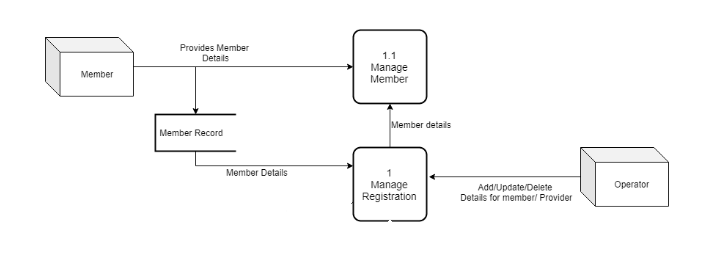 Provides Member
Details
Member
1.1
Manage
Member
Member Record
Member details
Member Details
1
Manage
Registration
Add/Update/Delete
Details for member/ Provider
Operator